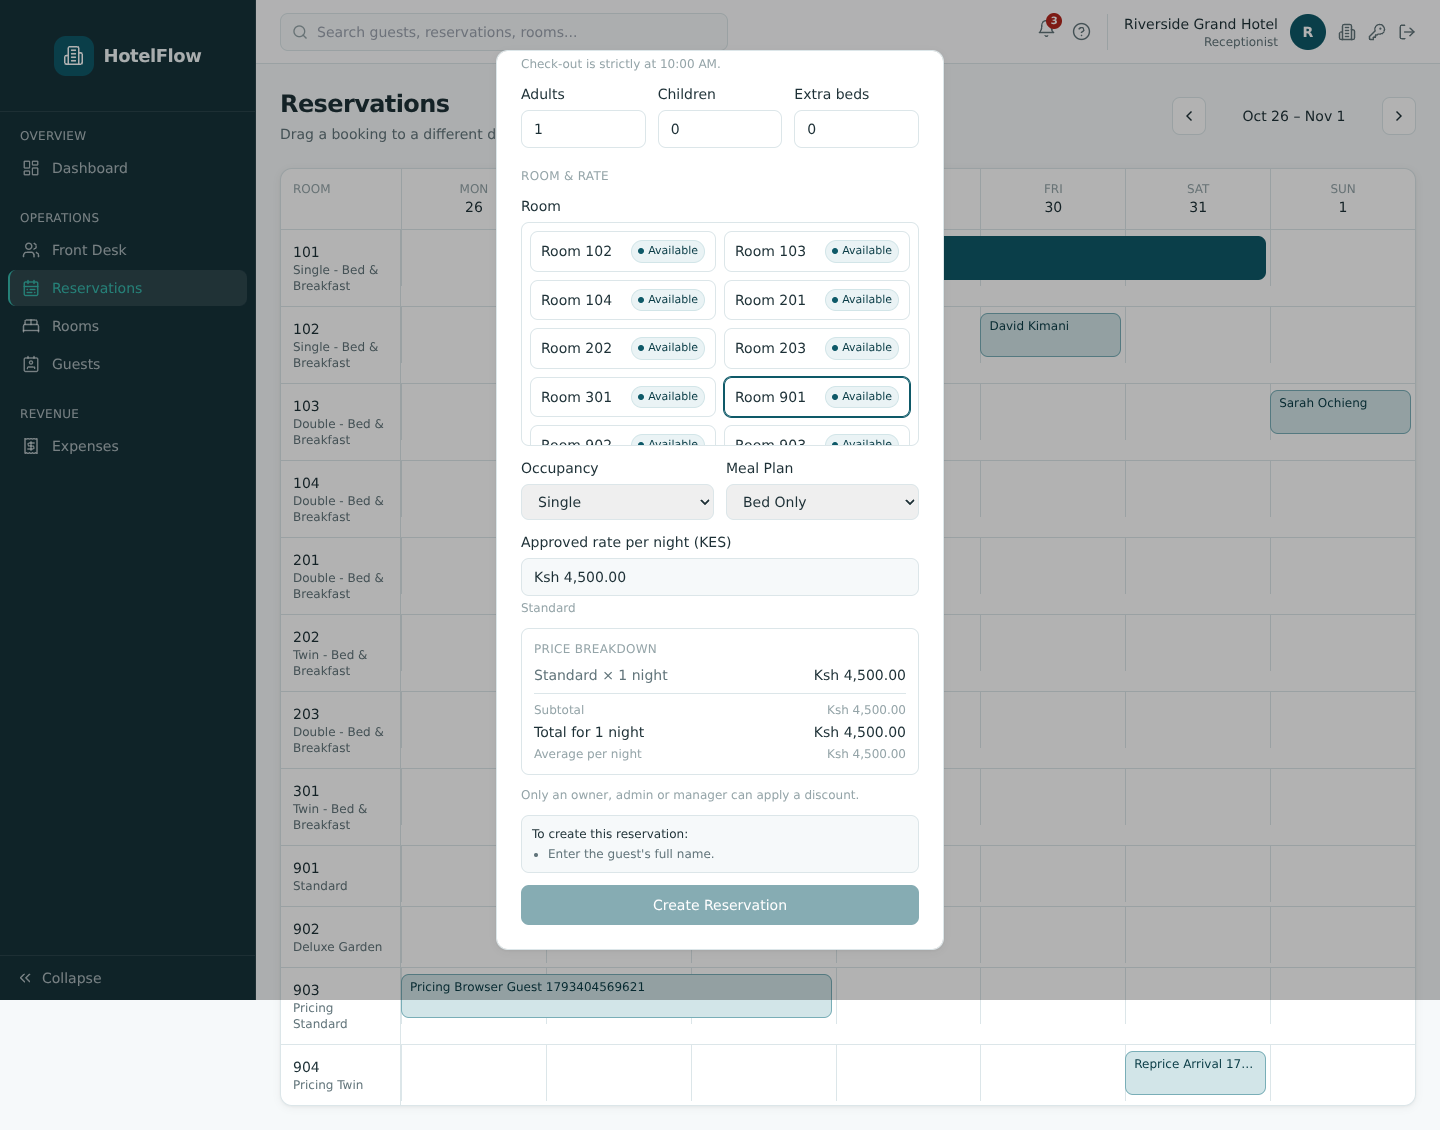 HotelFlow
OVERVIEW
Dashboard
OPERATIONS
Front Desk
Reservations
Rooms
Guests
REVENUE
Expenses
Collapse
Search guests, reservations, rooms...
3
Riverside Grand Hotel
Receptionist
R
Reservations
Drag a booking to a different d
Oct 26 – Nov 1
ROOM
MON
26
FRI
30
SAT
31
SUN
1
101
Single - Bed &
Breakfast
102
Single - Bed &
Breakfast
David Kimani
103
Double - Bed &
Breakfast
Sarah Ochieng
104
Double - Bed &
Breakfast
201
Double - Bed &
Breakfast
202
Twin - Bed &
Breakfast
203
Double - Bed &
Breakfast
301
Twin - Bed &
Breakfast
901
Standard
902
Deluxe Garden
903
Pricing
Standard
Pricing Browser Guest 1793404569621
904
Pricing Twin
Reprice Arrival 17...
Check-out is strictly at 10:00 AM.
Adults
Children
Extra beds
1
0
0
ROOM & RATE
Room
Room 102 Available
Room 103 Available
Room 104 Available
Room 201 Available
Room 202 Available
Room 203 Available
Room 301 Available
Room 901 Available
Room 902 Available
Room 903 Available
Occupancy
Meal Plan
Single
Bed Only
Approved rate per night (KES)
Ksh 4,500.00
Standard
PRICE BREAKDOWN
Standard × 1 night Ksh 4,500.00
Subtotal Ksh 4,500.00
Total for 1 night Ksh 4,500.00
Average per night Ksh 4,500.00
Only an owner, admin or manager can apply a discount.
To create this reservation:
• Enter the guest's full name.
Create Reservation